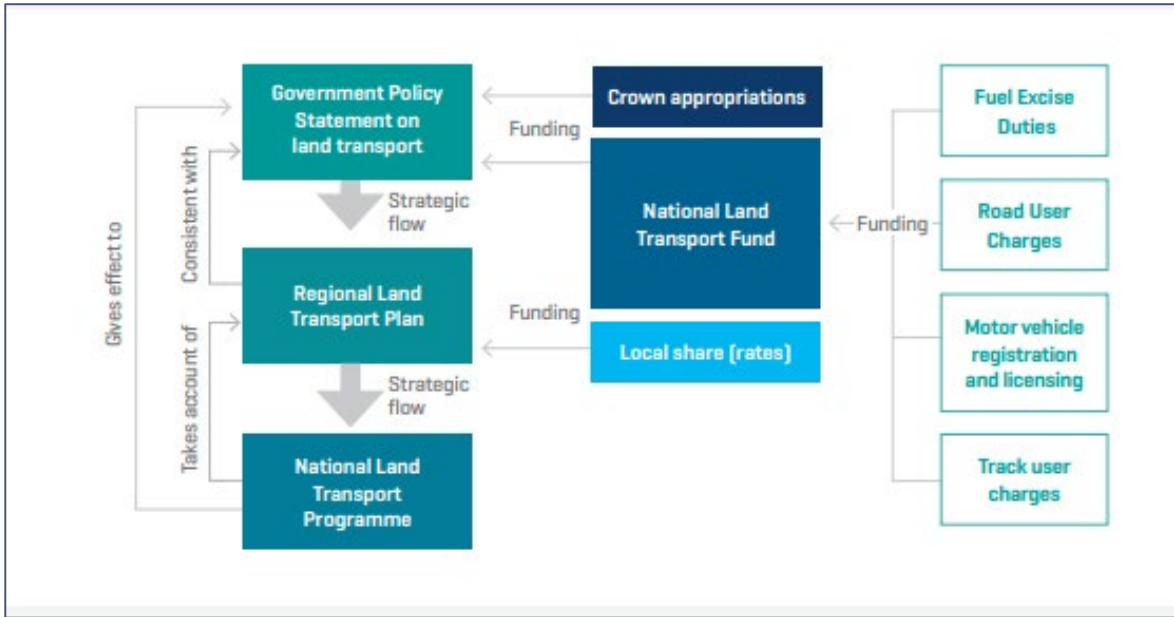 Government Policy
Statement on
land transport
Strategic
flow
Regional Land
Transport Plan
Strategic
flow
National Land
Transport
Programme
Gives effect to
Consistent with
Takes account of
Funding
Funding
Crown appropriations
National Land
Transport Fund
Local share (rates)
Funding
Fuel Excise
Duties
Road User
Charges
Motor vehicle
registration
and licensing
Track user
charges